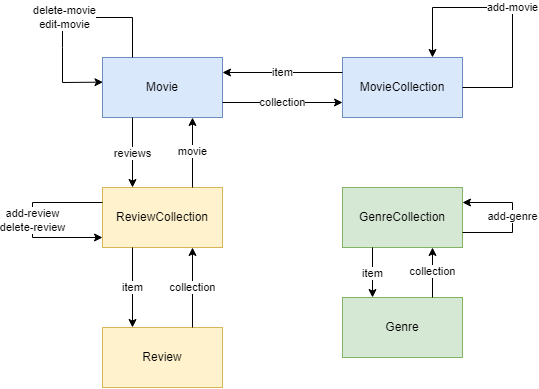 delete-movie
edit-movie
add-movie
item
Movie
MovieCollection
collection
reviews
movie
add-review
delete-review
ReviewCollection
GenreCollection
add-genre
item
collection
item
collection
Review
Genre